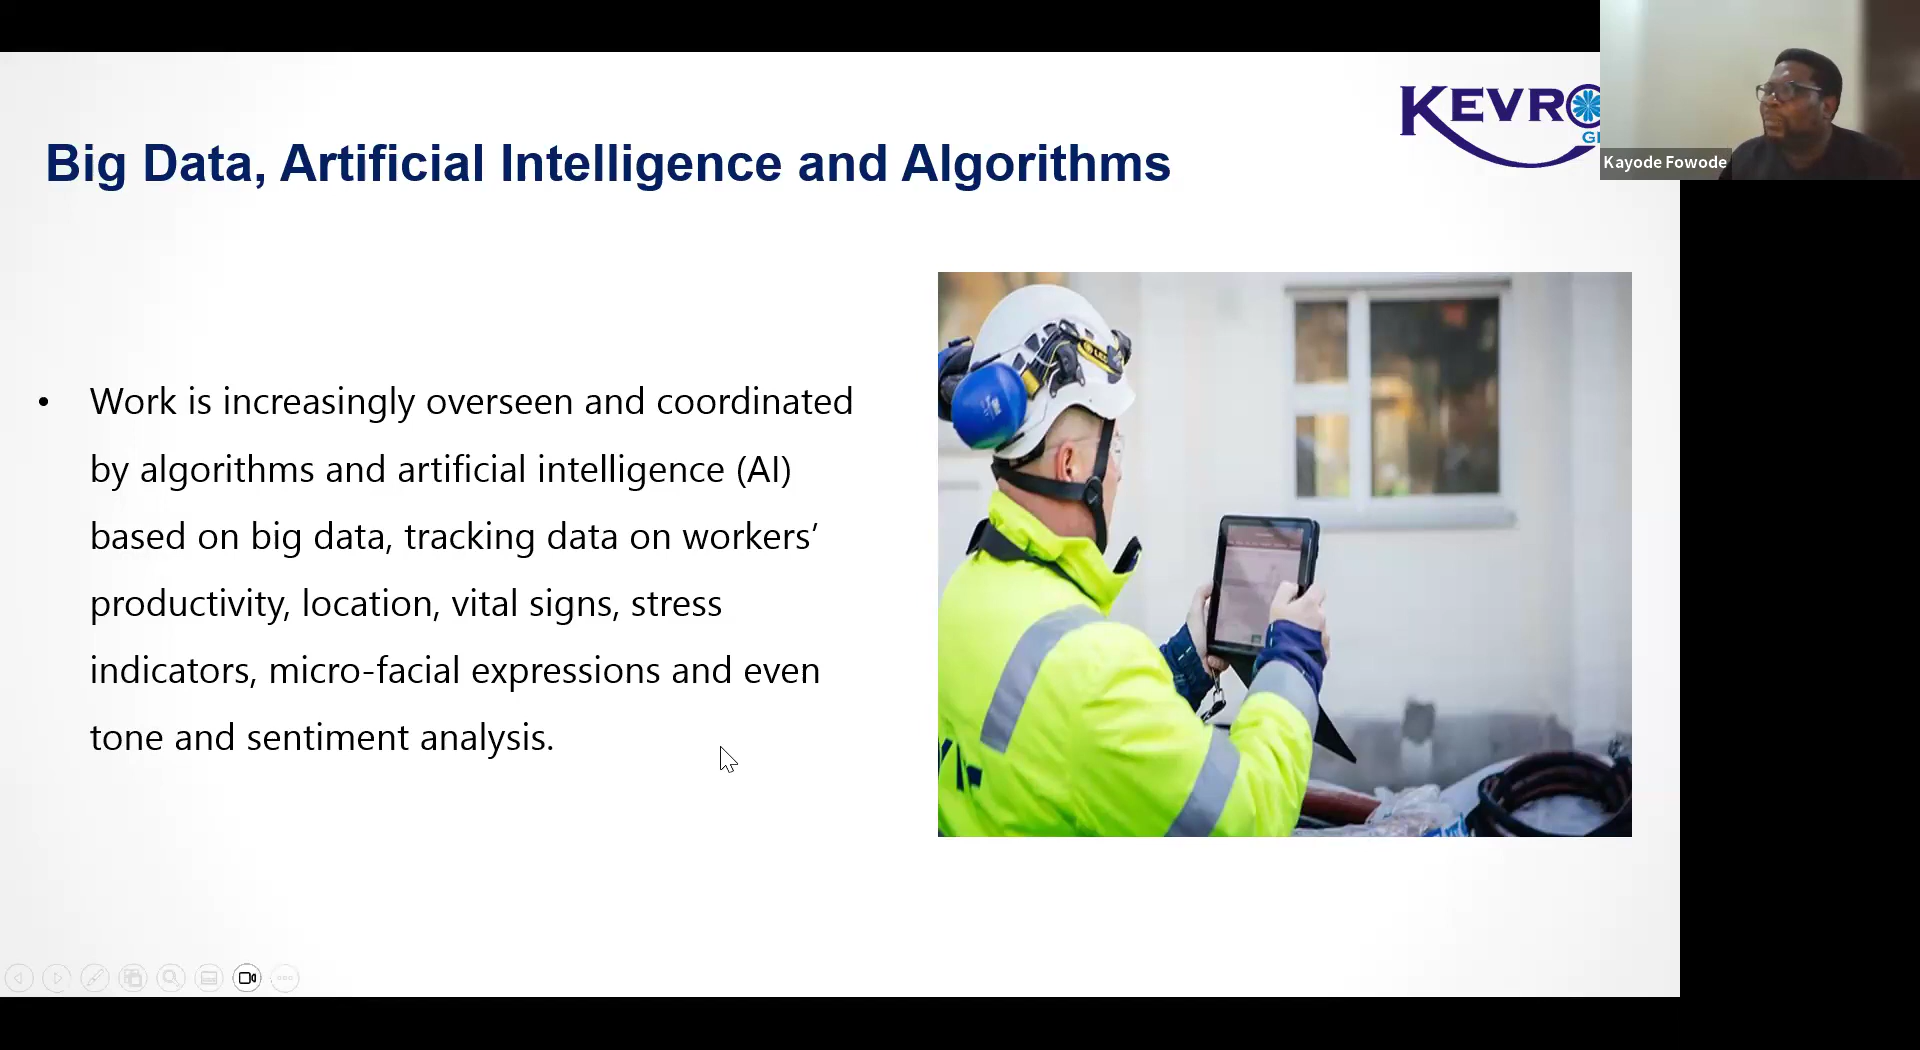 KEVRO
G
Kayode Fowode
Big Data, Artificial Intelligence and Algorithms
• Work is increasingly overseen and coordinated
by algorithms and artificial intelligence (AI)
based on big data, tracking data on workers’
productivity, location, vital signs, stress
indicators, micro-facial expressions and even
tone and sentiment analysis.